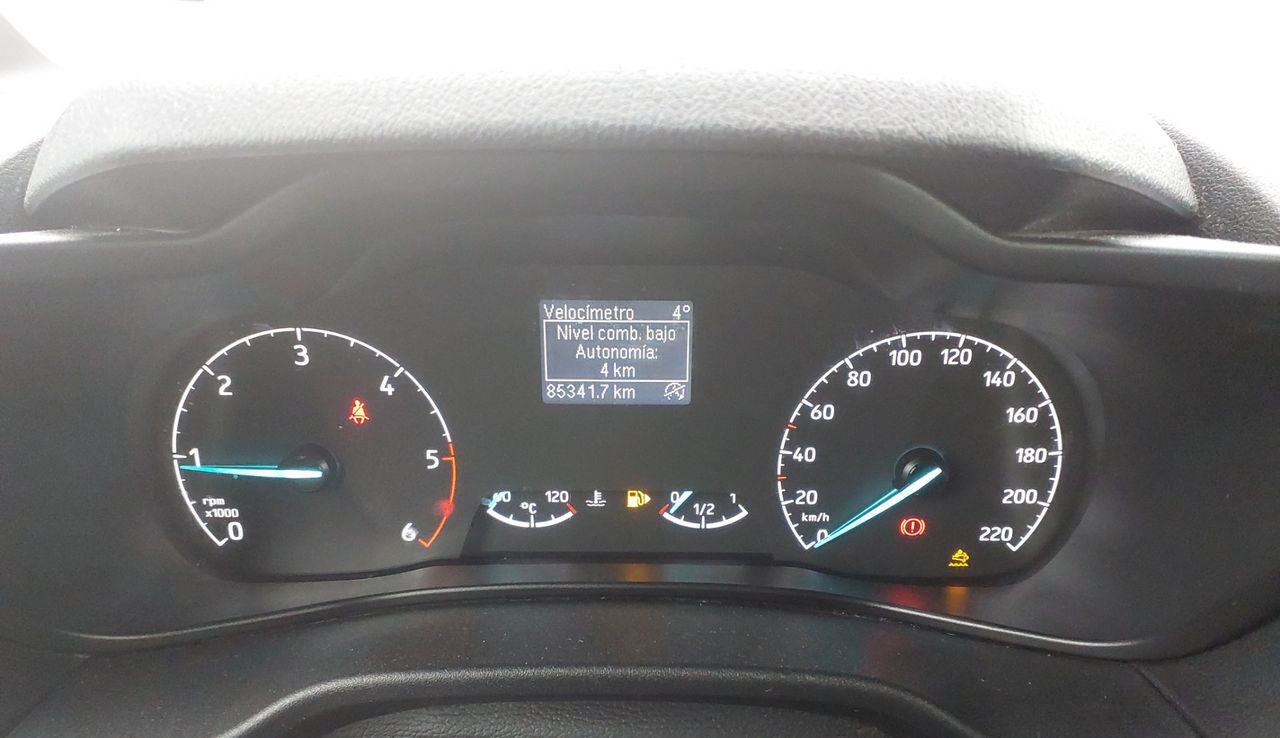 Velocímetro 4°
Nivel comb. bajo
Autonomía:
4 km
85341.7 km
0 1 2 3 4 5 6
rpm
x1000
120
°C
0 1/2 1
0 20 40 60 80 100 120 140 160 180 200 220
km/h